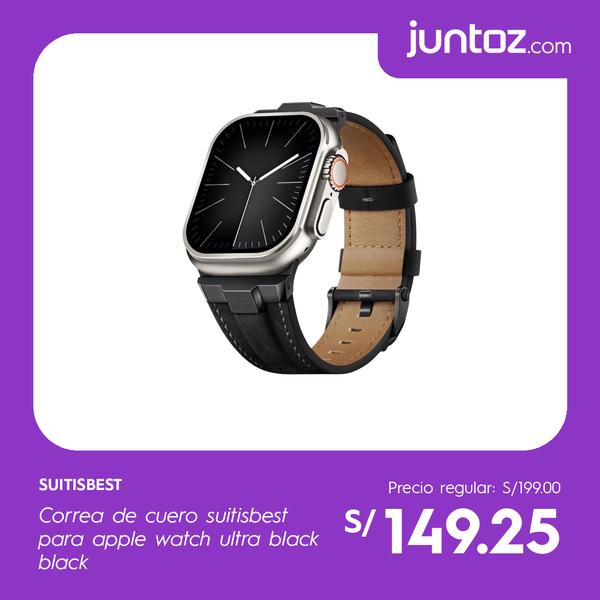 juntoz.com
SUITISBEST
Correa de cuero suitisbest
para apple watch ultra black
black
Precio regular: S/199.00
S/149.25